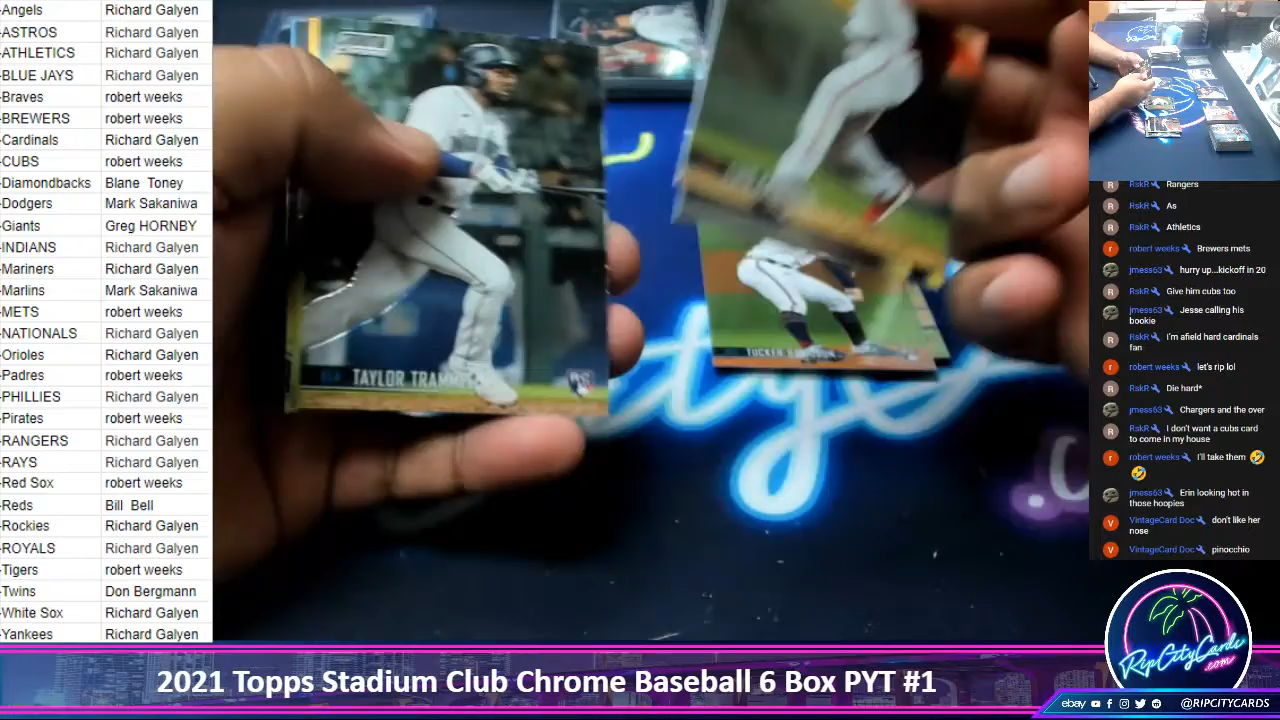 -Angels Richard Galyen
-ASTROS Richard Galyen
-ATHLETICS Richard Galyen
-BLUE JAYS Richard Galyen
-Braves robert weeks
-BREWERS robert weeks
-Cardinals Richard Galyen
-CUBS robert weeks
-Diamondbacks Blane Toney
-Dodgers Mark Sakaniwa
-Giants Greg HORNBY
-INDIANS Richard Galyen
-Mariners Richard Galyen
-Marlins Mark Sakaniwa
-METS robert weeks
-NATIONALS Richard Galyen
-Orioles Richard Galyen
-Padres robert weeks
-PHILLIES Richard Galyen
-Pirates robert weeks
-RANGERS Richard Galyen
-RAYS Richard Galyen
-Red Sox robert weeks
-Reds Bill Bell
-Rockies Richard Galyen
-ROYALS Richard Galyen
-Tigers robert weeks
-Twins Don Bergmann
-White Sox Richard Galyen
-Yankees Richard Galyen
TAYLOR
TUCKER
R RskR Rangers
R RskR As
R RskR Athletics
r robert weeks Brewers mets
jmess63 hurry up...kickoff in 20
R RskR Give him cubs too
jmess63 Jesse calling his
bookie
R RskR I'm afield hard cardinals
fan
r robert weeks let's rip lol
R RskR Die hard*
jmess63 Chargers and the over
R RskR I don't want a cubs card
to come in my house
r robert weeks I'll take them 🤣
🤣
jmess63 Erin looking hot in
those hoopies
V VintageCard Doc don't like her
nose
V VintageCard Doc pinocchio
RipCityCards
.com
2021 Topps Stadium Club Chrome Baseball 6 Box PYT #1
ebay @RIPCITYCARDS